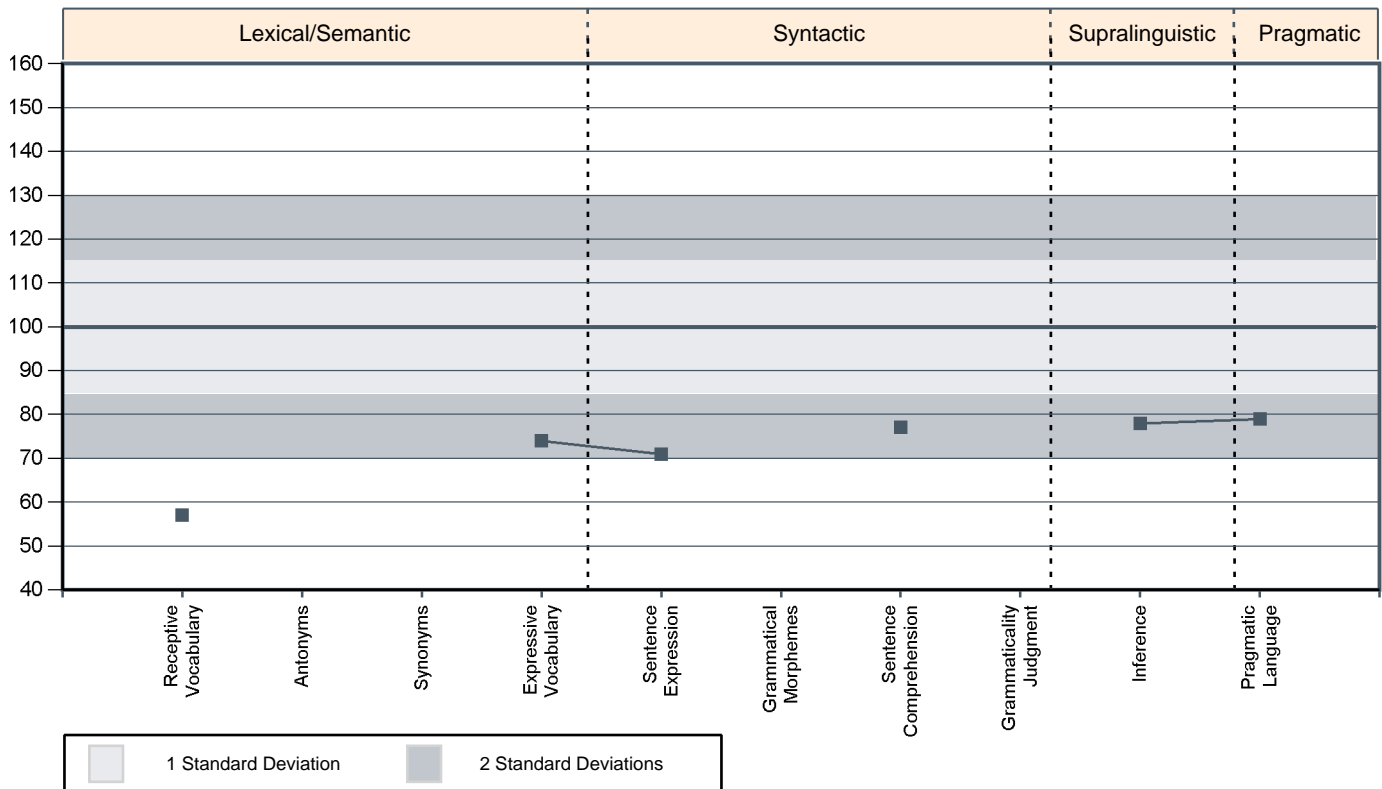 Lexical/Semantic Syntactic Supralinguistic Pragmatic
160
150
140
130
120
110
100
90
80
70
60
50
40
Receptive
Vocabulary
Antonyms
Synonyms
Expressive
Vocabulary
Sentence
Expression
Grammatical
Morphemes
Sentence
Comprehension
Grammaticality
Judgment
Inference
Pragmatic
Language
1 Standard Deviation 2 Standard Deviations